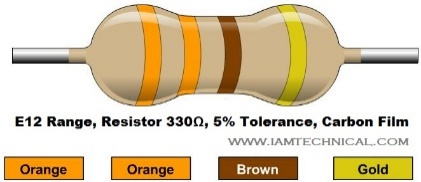 E12 Range, Resistor 330Ω, 5% Tolerance, Carbon Film
WWW.IAMTECHNICAL.COM
Orange Orange Brown Gold